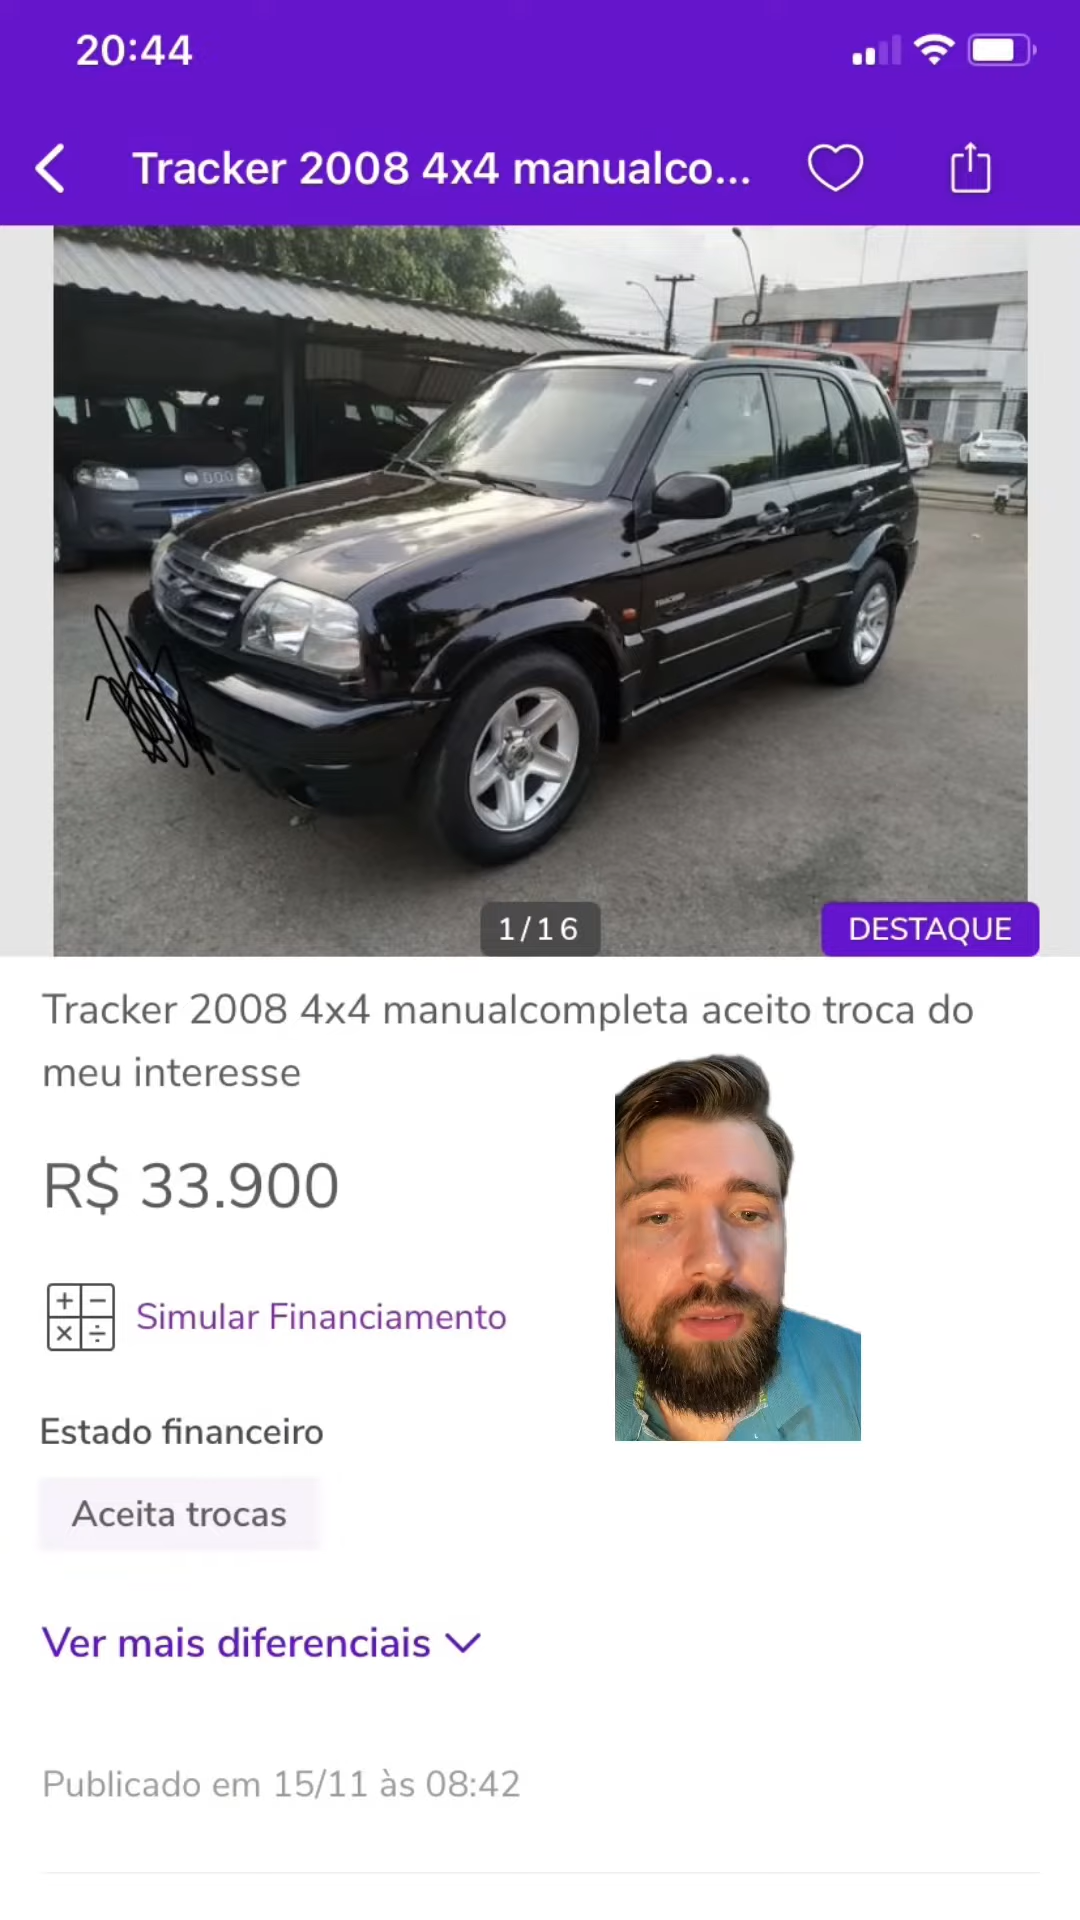 20:44
Tracker 2008 4x4 manualco...
1/16
DESTAQUE
Tracker 2008 4x4 manualcompleta aceito troca do
meu interesse
R$ 33.900
Simular Financiamento
Estado financeiro
Aceita trocas
Ver mais diferenciais
Publicado em 15/11 às 08:42